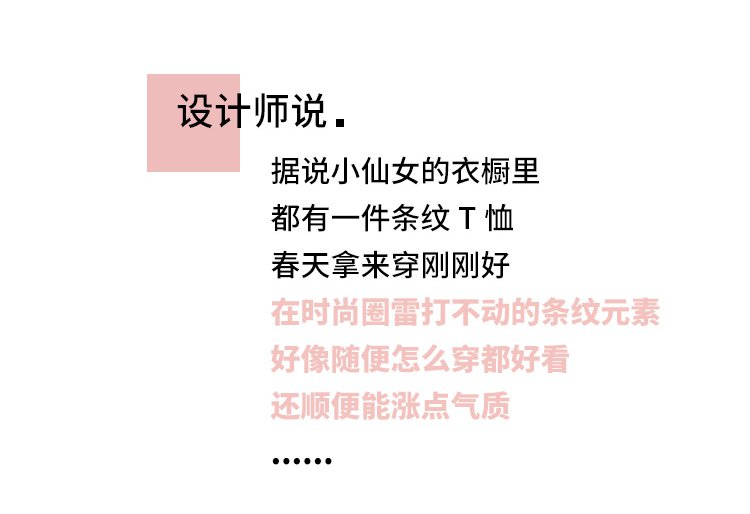 设计师说.
据说小仙女的衣橱里
都有一件条纹 T 恤
春天拿来穿刚刚好
在时尚圈雷打不动的条纹元素
好像随便怎么穿都好看
还顺便能涨点气质
......